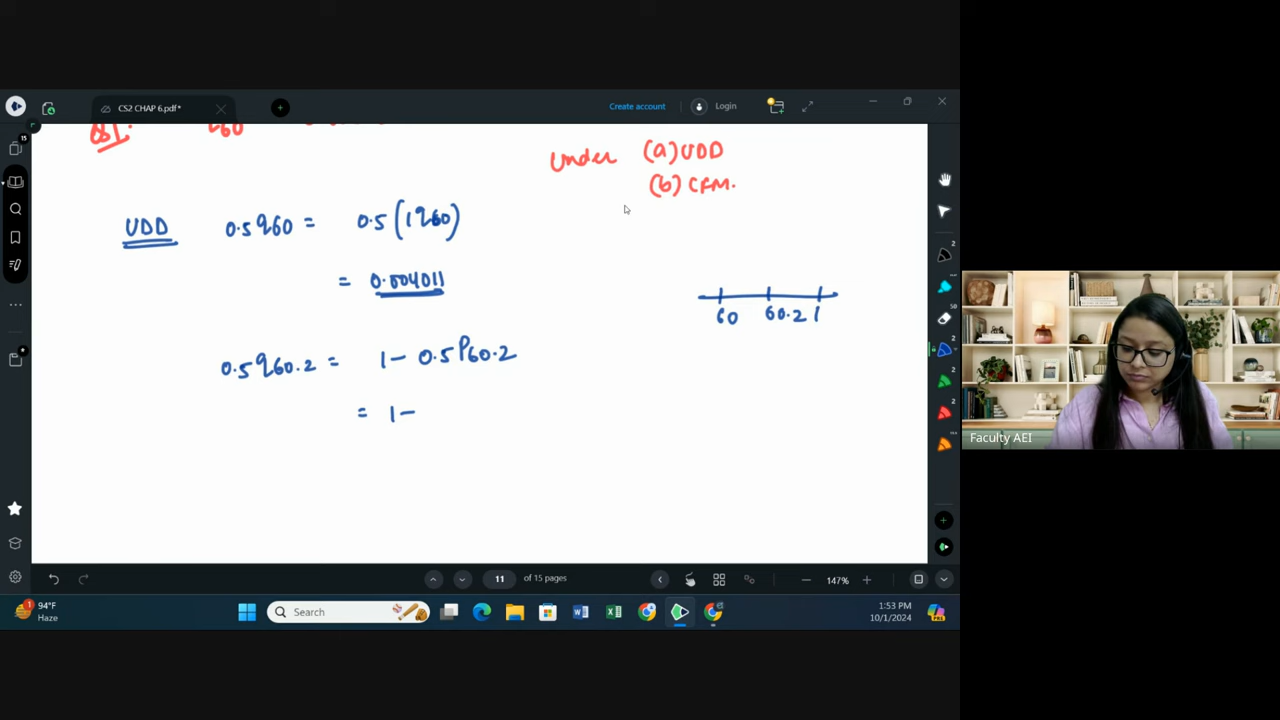 CS2 CHAP 6.pdf*
Create account
Login
15
Under (a) UDD
(b) CFM.
UDD 0.5q60 = 0.5 (1q60)
= 0.004011
60 60.2 1
0.5q60.2 = 1 - 0.5P60.2
= 1 -
Faculty AEI
11 of 15 pages
147%
94°F
Haze
Search
1:53 PM
10/1/2024